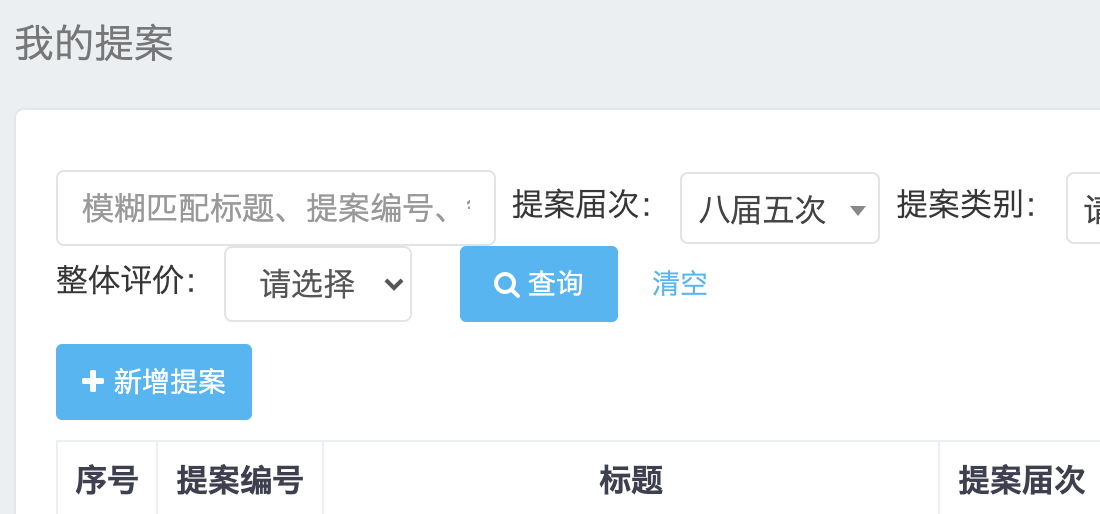 我的提案
模糊匹配标题、提案编号、 提案届次： 八届五次 提案类别：
整体评价： 请选择 查询 清空
新增提案
序号 提案编号 标题 提案届次